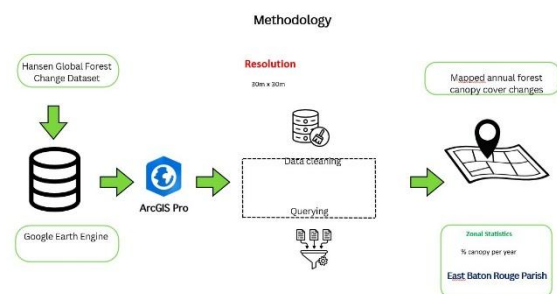 Methodology
Hansen Global Forest
Change Dataset
Resolution
30m x 30m
Mapped annual forest
canopy cover changes
Data cleaning
ArcGIS Pro
Querying
Google Earth Engine
Zonal Statistics
% canopy per year
East Baton Rouge Parish